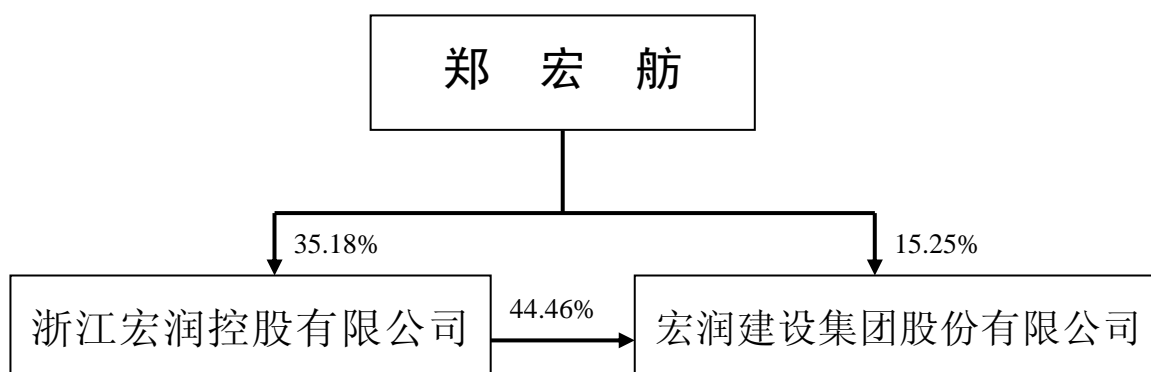 郑 宏 舫
35.18%
15.25%
浙江宏润控股有限公司
44.46%
宏润建设集团股份有限公司